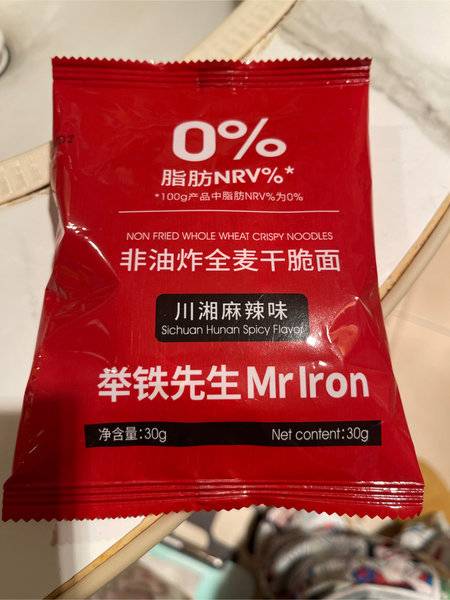 0%
脂肪NRV%*
*100g产品中脂肪NRV%为0%
NON FRIED WHOLE WHEAT CRISPY NOODLES
非油炸全麦干脆面
川湘麻辣味
Sichuan Hunan Spicy Flavor
举铁先生 Mr Iron
净含量:30g Net content:30g